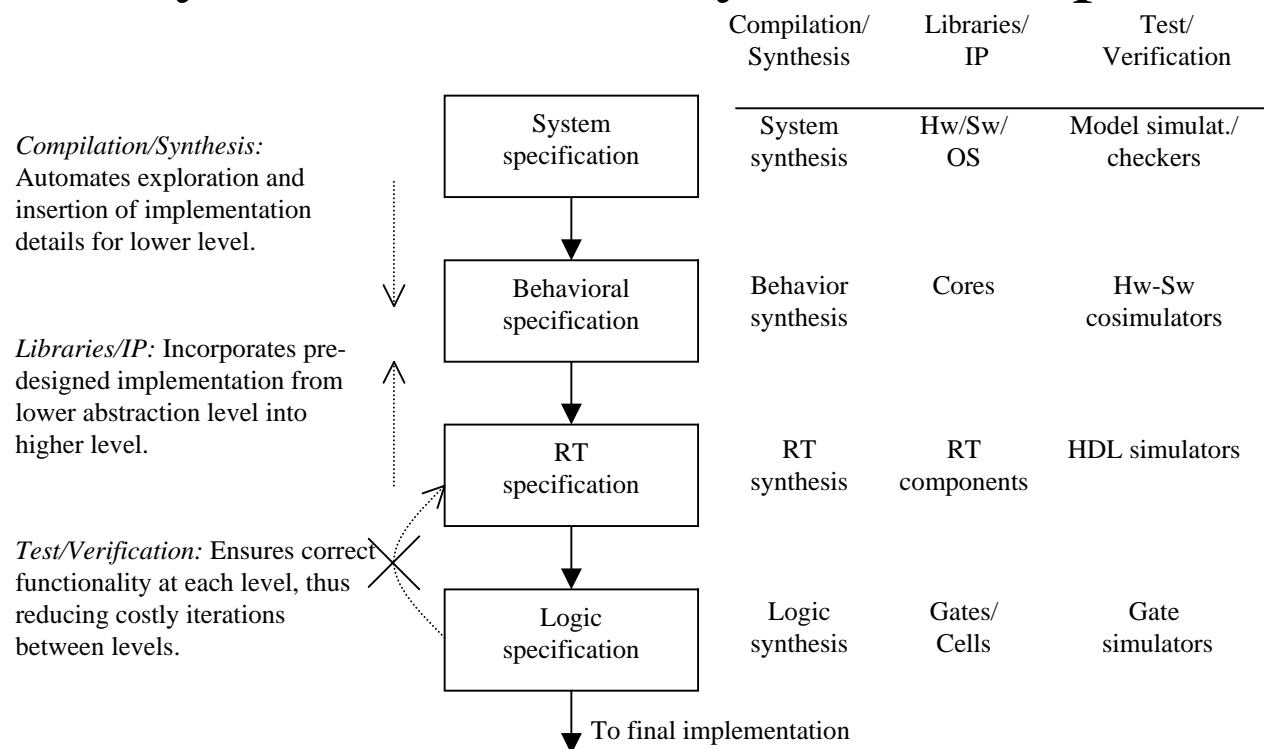 Compilation/ Libraries/ Test/
Synthesis IP Verification
Compilation/Synthesis:
Automates exploration and
insertion of implementation
details for lower level.
Libraries/IP: Incorporates pre-
designed implementation from
lower abstraction level into
higher level.
Test/Verification: Ensures correct
functionality at each level, thus
reducing costly iterations
between levels.
System System Hw/Sw/ Model simulat./
specification synthesis OS checkers
Behavioral Behavior Cores Hw-Sw
specification synthesis cosimulators
RT RT RT HDL simulators
specification synthesis components
Logic Logic Gates/ Gate
specification synthesis Cells simulators
To final implementation